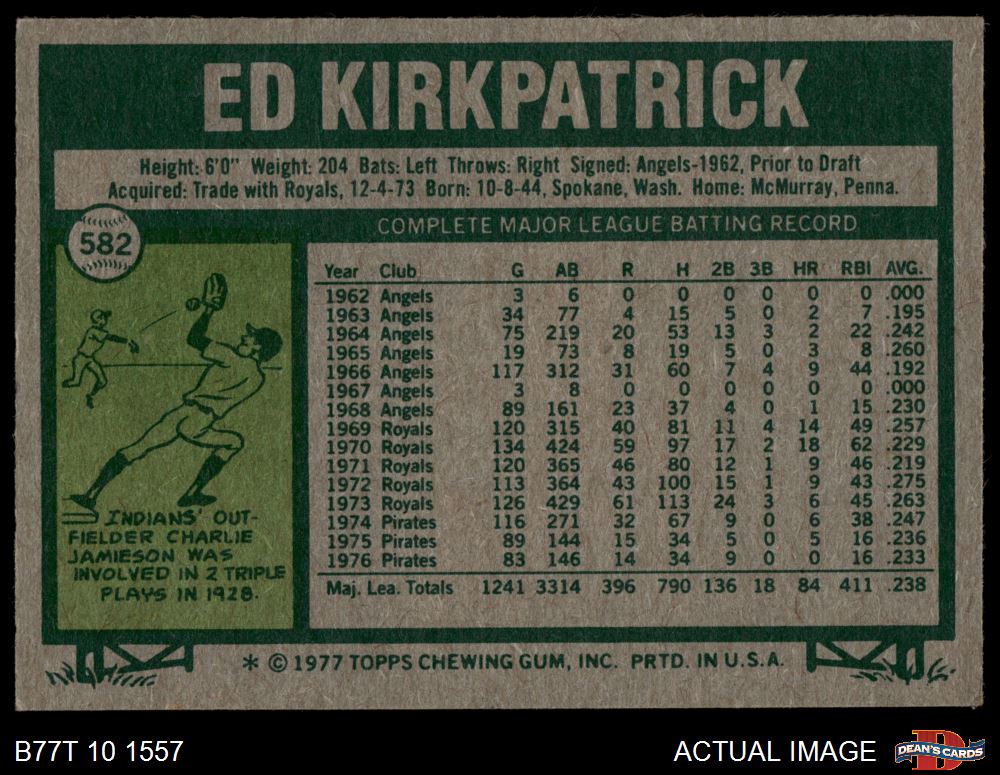 ED KIRKPATRICK
Height: 6'0" Weight: 204 Bats: Left Throws: Right Signed: Angels-1962, Prior to Draft
Acquired: Trade with Royals, 12-4-73 Born: 10-8-44, Spokane, Wash. Home: McMurray, Penna.
582
COMPLETE MAJOR LEAGUE BATTING RECORD
Year Club G AB R H 2B 3B HR RBI AVG.
1962 Angels 3 6 0 0 0 0 0 0 .000
1963 Angels 34 77 4 15 5 0 2 7 .195
1964 Angels 75 219 20 53 13 3 2 22 .242
1965 Angels 19 73 8 19 5 0 3 8 .260
1966 Angels 117 312 31 60 7 4 9 44 .192
1967 Angels 3 8 0 0 0 0 0 0 .000
1968 Angels 89 161 23 37 4 0 1 15 .230
1969 Royals 120 315 40 81 11 4 14 49 .257
1970 Royals 134 424 59 97 17 2 18 62 .229
1971 Royals 120 365 46 80 12 1 9 46 .219
1972 Royals 113 364 43 100 15 1 9 43 .275
1973 Royals 126 429 61 113 24 3 6 45 .263
1974 Pirates 116 271 32 67 9 0 6 38 .247
1975 Pirates 89 144 15 34 5 0 5 16 .236
1976 Pirates 83 146 14 34 9 0 0 16 .233
Maj. Lea. Totals 1241 3314 396 790 136 18 84 411 .238
INDIANS' OUT-
FIELDER CHARLIE
JAMIESON WAS
INVOLVED IN 2 TRIPLE
PLAYS IN 1928.
* © 1977 TOPPS CHEWING GUM, INC. PRTD. IN U.S.A.
B77T 10 1557
ACTUAL IMAGE
DEAN'S CARDS